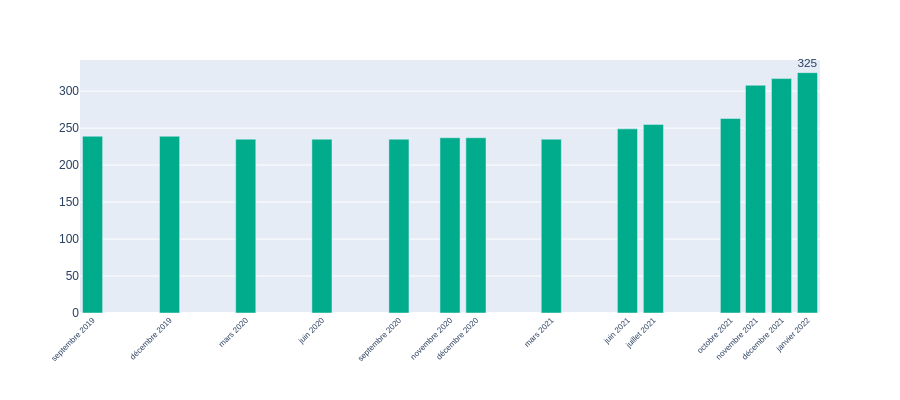 325
300
250
200
150
100
50
0
septembre 2019
décembre 2019
mars 2020
juin 2020
septembre 2020
novembre 2020
décembre 2020
mars 2021
juin 2021
juillet 2021
octobre 2021
novembre 2021
décembre 2021
janvier 2022